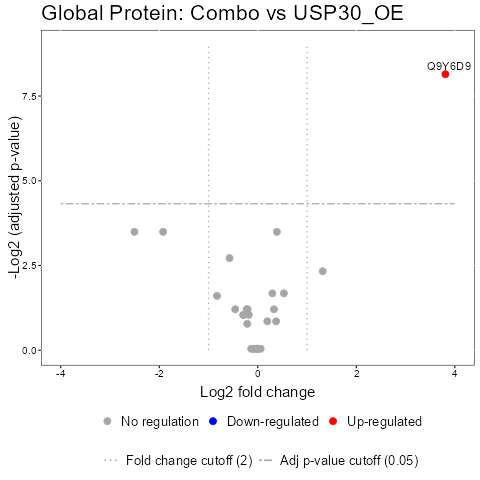 Global Protein: Combo vs USP30_OE
Q9Y6D9
7.5
5.0
2.5
0.0
-Log2 (adjusted p-value)
-4 -2 0 2 4
Log2 fold change
No regulation Down-regulated Up-regulated
Fold change cutoff (2) Adj p-value cutoff (0.05)